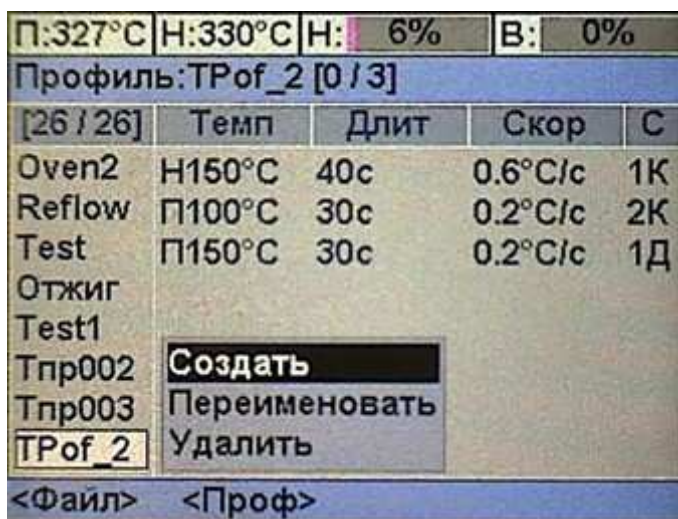 П:327°C Н:330°C Н: 6% В: 0%
Профиль:TPof_2 [0 / 3]
[26 / 26] Темп Длит Скор С
Oven2 Н150°C 40с 0.6°C/с 1К
Reflow П100°C 30с 0.2°C/с 2К
Test П150°C 30с 0.2°C/с 1Д
Отжиг
Test1
Тпр002 Создать
Тпр003 Переименовать
TPof_2 Удалить
<Файл> <Проф>